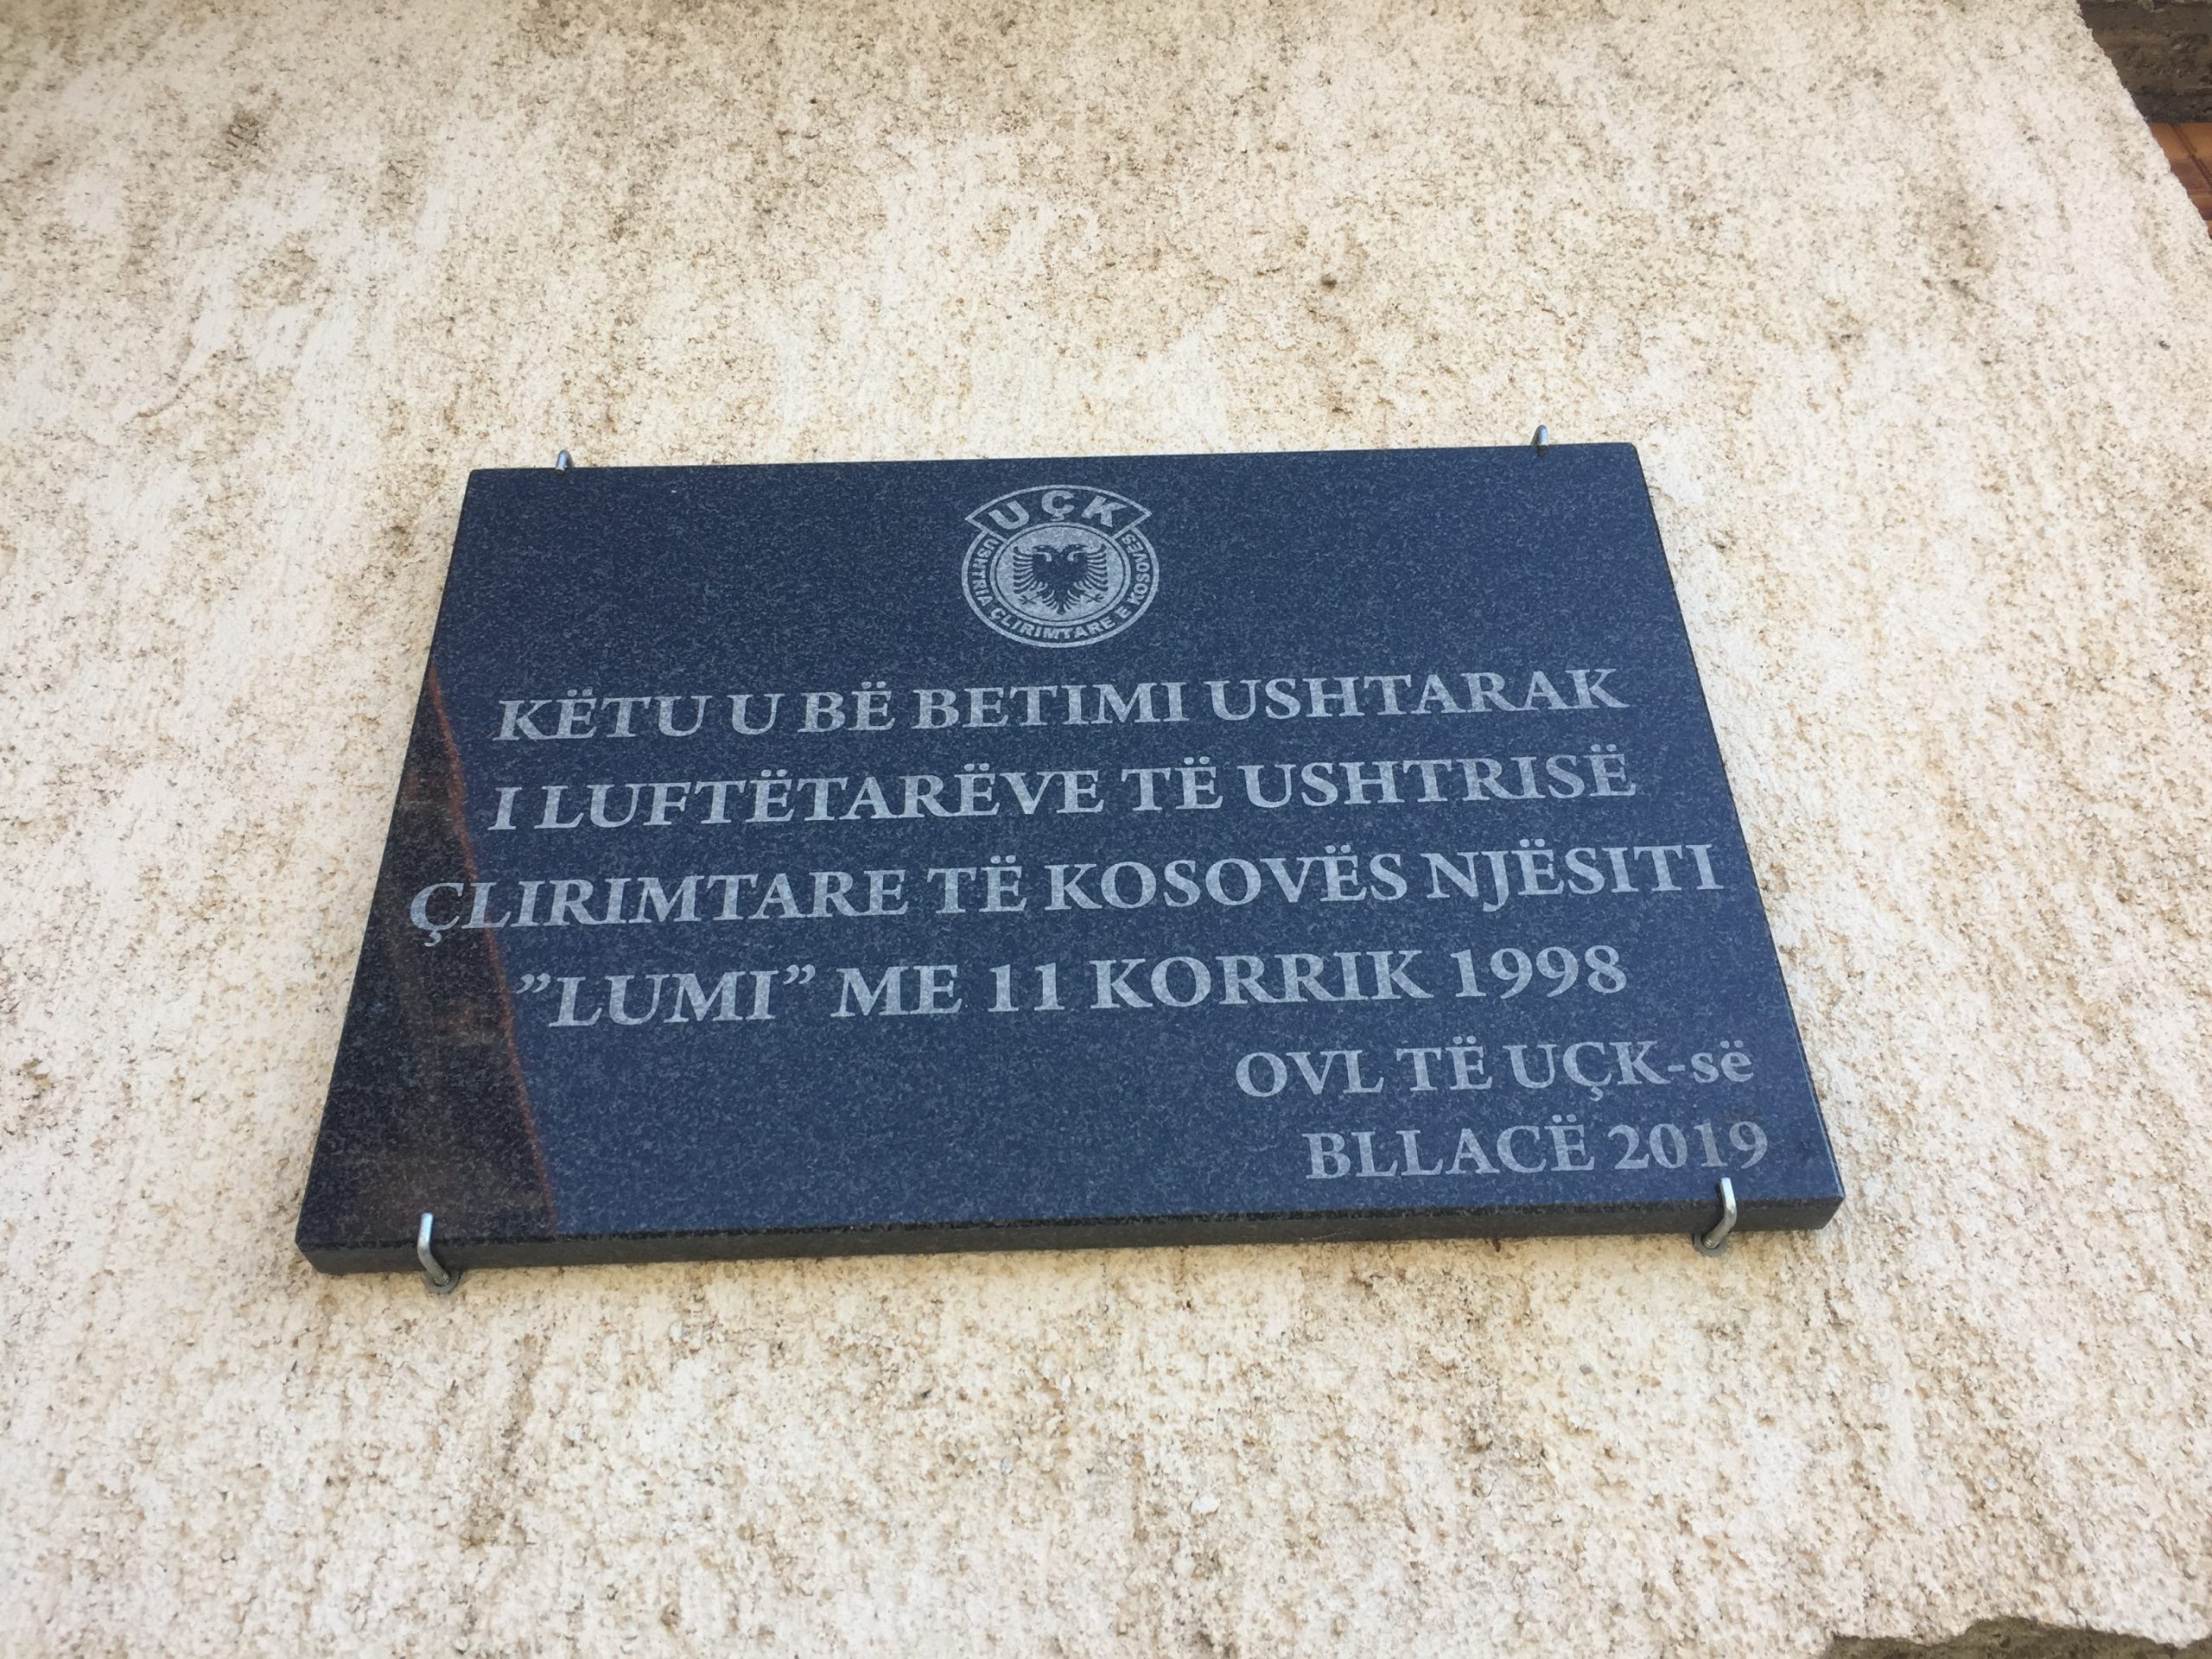 UÇK
USHTRIA ÇLIRIMTARE E KOSOVËS
KËTU U BË BETIMI USHTARAK
I LUFTËTARËVE TË USHTRISË
ÇLIRIMTARE TË KOSOVËS NJËSITI
”LUMI” ME 11 KORRIK 1998
OVL TË UÇK-së
BLLACË 2019